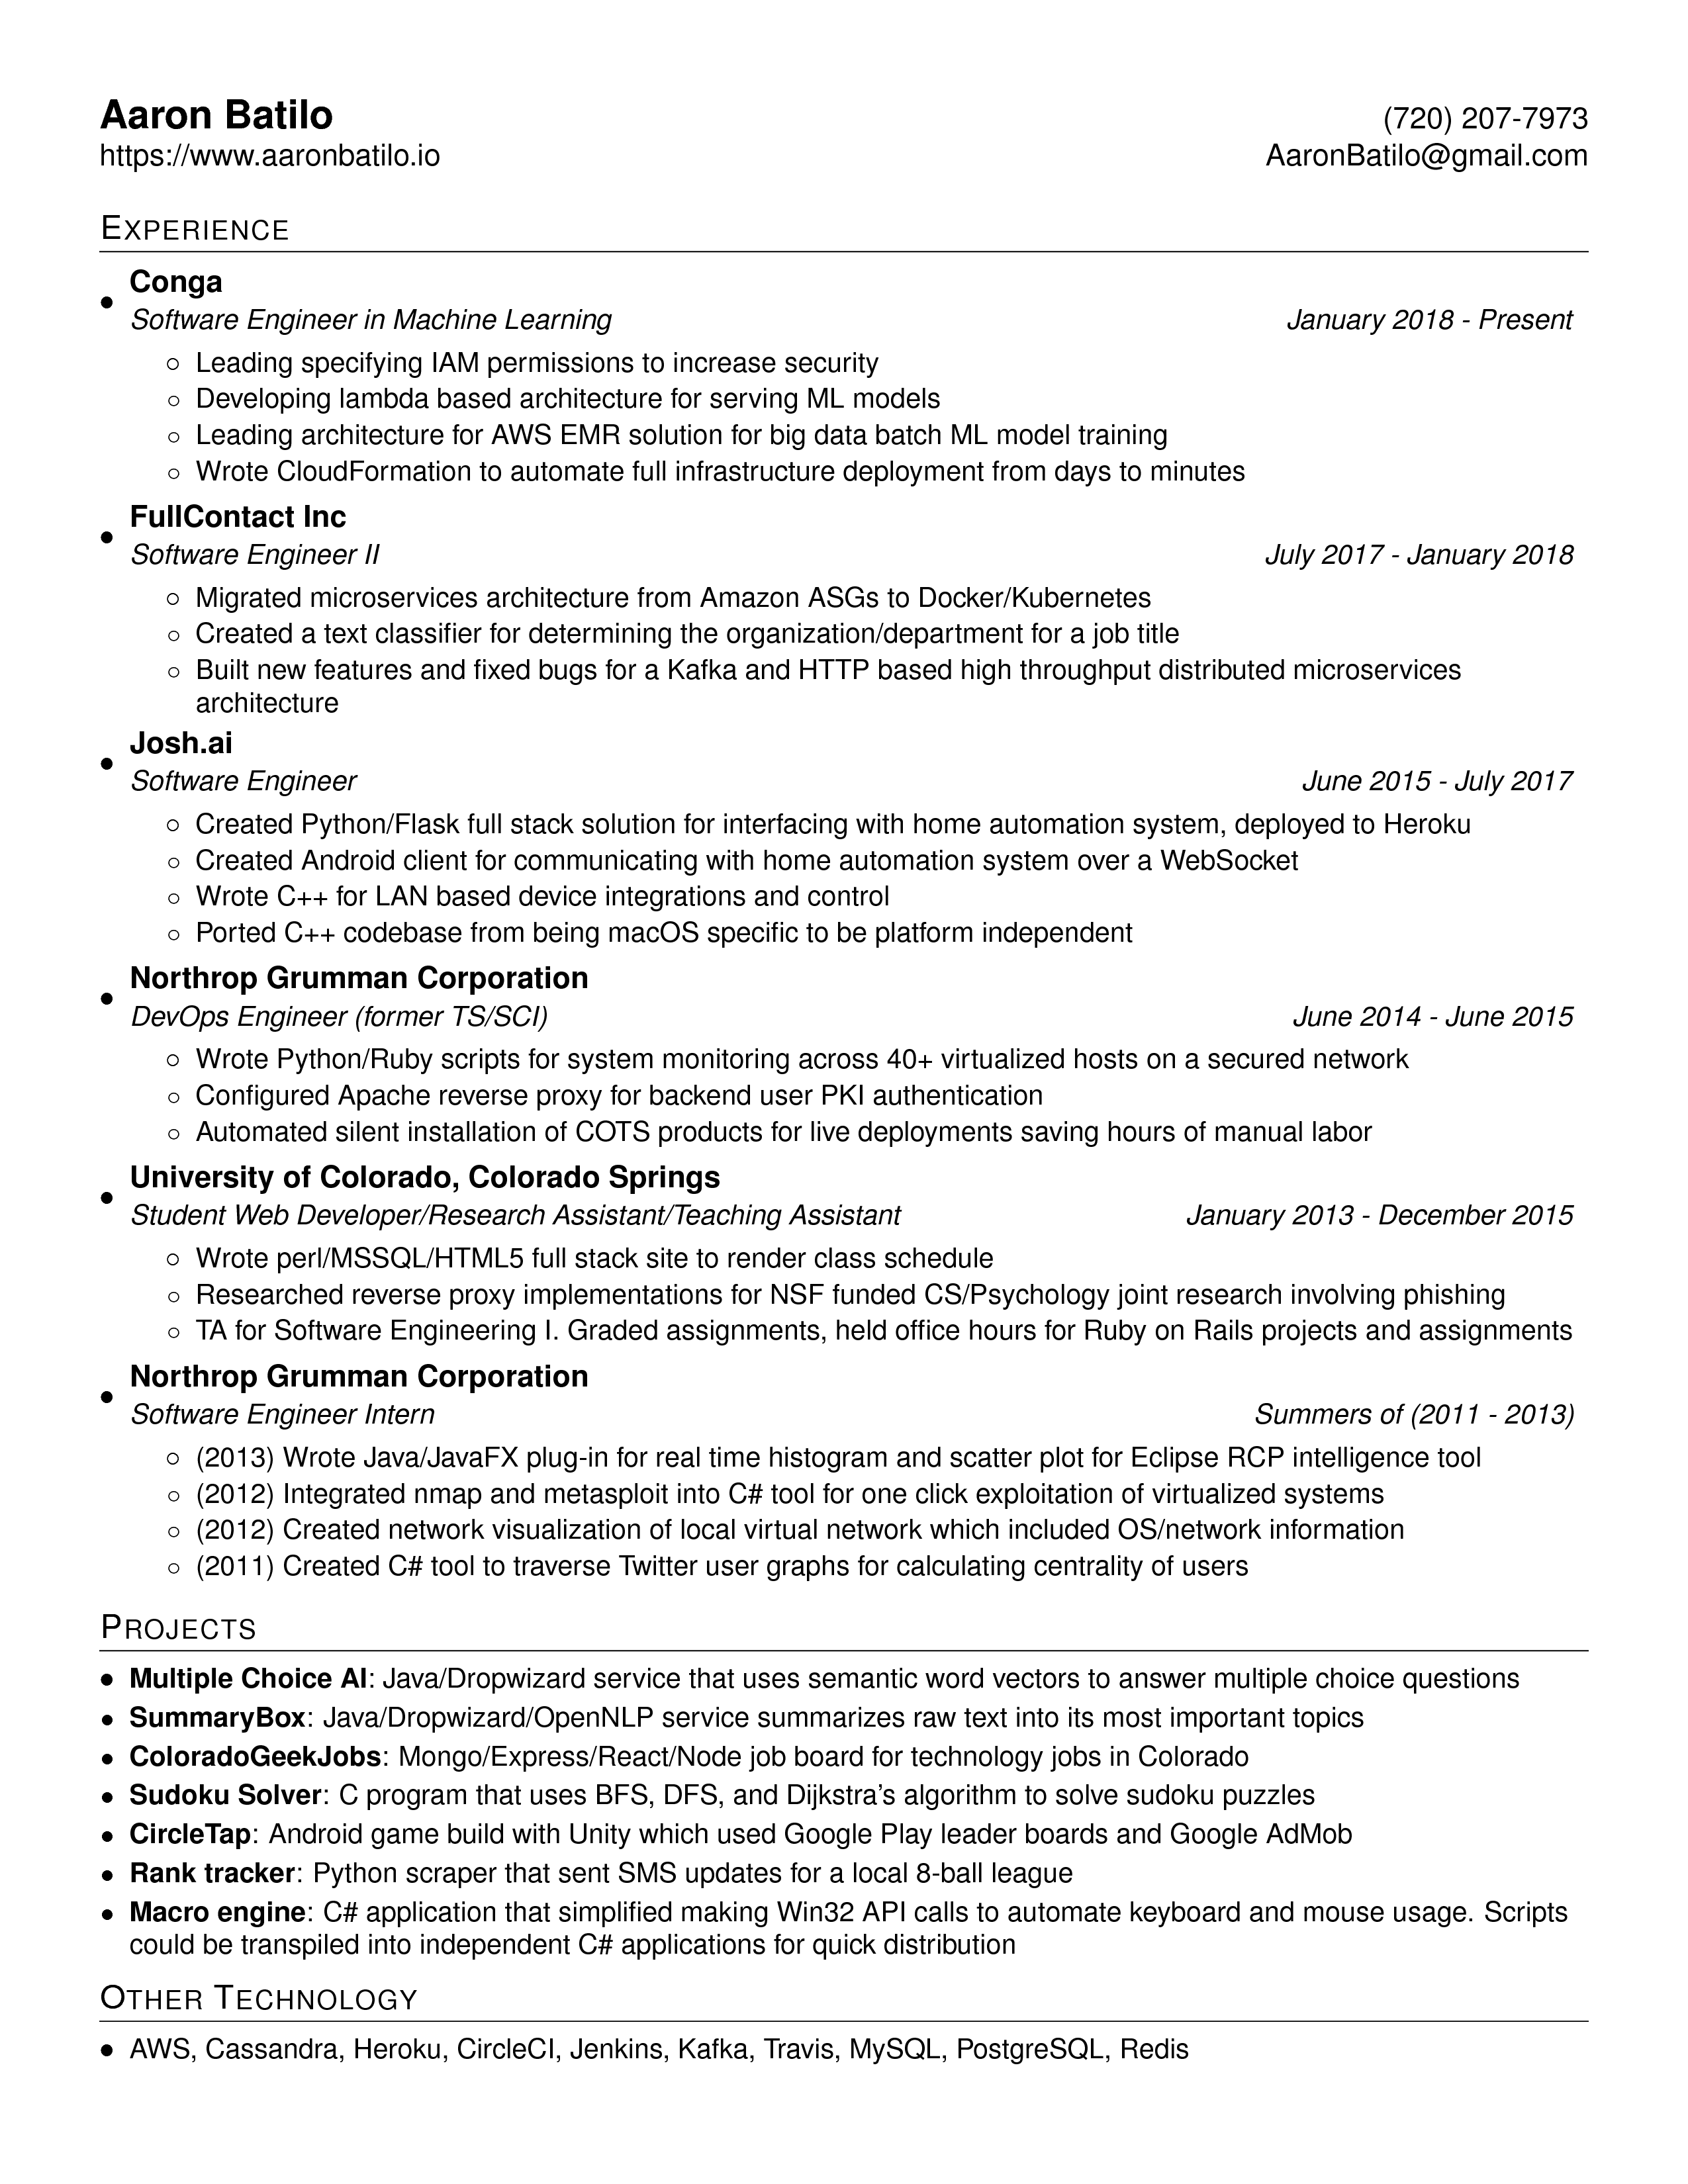 Aaron Batilo (720) 207-7973
https://www.aaronbatilo.io AaronBatilo@gmail.com
EXPERIENCE
• Conga
Software Engineer in Machine Learning January 2018 - Present
◦ Leading specifying IAM permissions to increase security
◦ Developing lambda based architecture for serving ML models
◦ Leading architecture for AWS EMR solution for big data batch ML model training
◦ Wrote CloudFormation to automate full infrastructure deployment from days to minutes
• FullContact Inc
Software Engineer II July 2017 - January 2018
◦ Migrated microservices architecture from Amazon ASGs to Docker/Kubernetes
◦ Created a text classifier for determining the organization/department for a job title
◦ Built new features and fixed bugs for a Kafka and HTTP based high throughput distributed microservices
architecture
• Josh.ai
Software Engineer June 2015 - July 2017
◦ Created Python/Flask full stack solution for interfacing with home automation system, deployed to Heroku
◦ Created Android client for communicating with home automation system over a WebSocket
◦ Wrote C++ for LAN based device integrations and control
◦ Ported C++ codebase from being macOS specific to be platform independent
• Northrop Grumman Corporation
DevOps Engineer (former TS/SCI) June 2014 - June 2015
◦ Wrote Python/Ruby scripts for system monitoring across 40+ virtualized hosts on a secured network
◦ Configured Apache reverse proxy for backend user PKI authentication
◦ Automated silent installation of COTS products for live deployments saving hours of manual labor
• University of Colorado, Colorado Springs
Student Web Developer/Research Assistant/Teaching Assistant January 2013 - December 2015
◦ Wrote perl/MSSQL/HTML5 full stack site to render class schedule
◦ Researched reverse proxy implementations for NSF funded CS/Psychology joint research involving phishing
◦ TA for Software Engineering I. Graded assignments, held office hours for Ruby on Rails projects and assignments
• Northrop Grumman Corporation
Software Engineer Intern Summers of (2011 - 2013)
◦ (2013) Wrote Java/JavaFX plug-in for real time histogram and scatter plot for Eclipse RCP intelligence tool
◦ (2012) Integrated nmap and metasploit into C# tool for one click exploitation of virtualized systems
◦ (2012) Created network visualization of local virtual network which included OS/network information
◦ (2011) Created C# tool to traverse Twitter user graphs for calculating centrality of users
PROJECTS
• Multiple Choice AI: Java/Dropwizard service that uses semantic word vectors to answer multiple choice questions
• SummaryBox: Java/Dropwizard/OpenNLP service summarizes raw text into its most important topics
• ColoradoGeekJobs: Mongo/Express/React/Node job board for technology jobs in Colorado
• Sudoku Solver: C program that uses BFS, DFS, and Dijkstra's algorithm to solve sudoku puzzles
• CircleTap: Android game build with Unity which used Google Play leader boards and Google AdMob
• Rank tracker: Python scraper that sent SMS updates for a local 8-ball league
• Macro engine: C# application that simplified making Win32 API calls to automate keyboard and mouse usage. Scripts
could be transpiled into independent C# applications for quick distribution
OTHER TECHNOLOGY
• AWS, Cassandra, Heroku, CircleCI, Jenkins, Kafka, Travis, MySQL, PostgreSQL, Redis